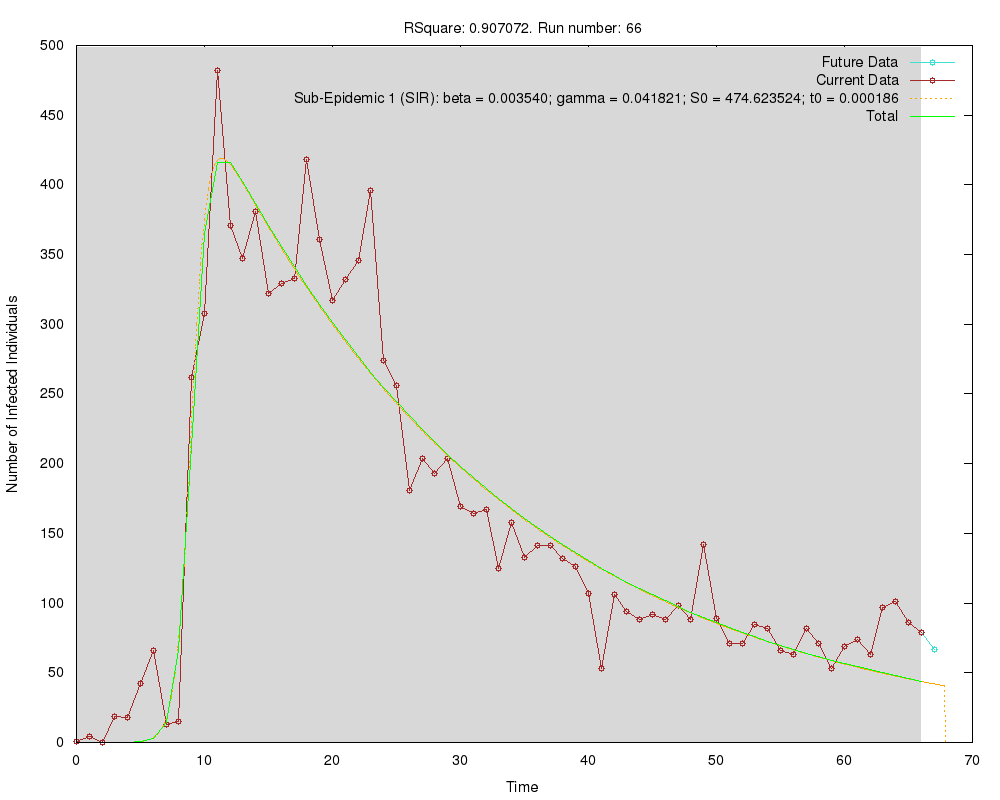 RSquare: 0.907072. Run number: 66
Future Data
Current Data
Sub-Epidemic 1 (SIR): beta = 0.003540; gamma = 0.041821; S0 = 474.623524; t0 = 0.000186
Total
Number of Infected Individuals
500
450
400
350
300
250
200
150
100
50
0
0 10 20 30 40 50 60 70
Time